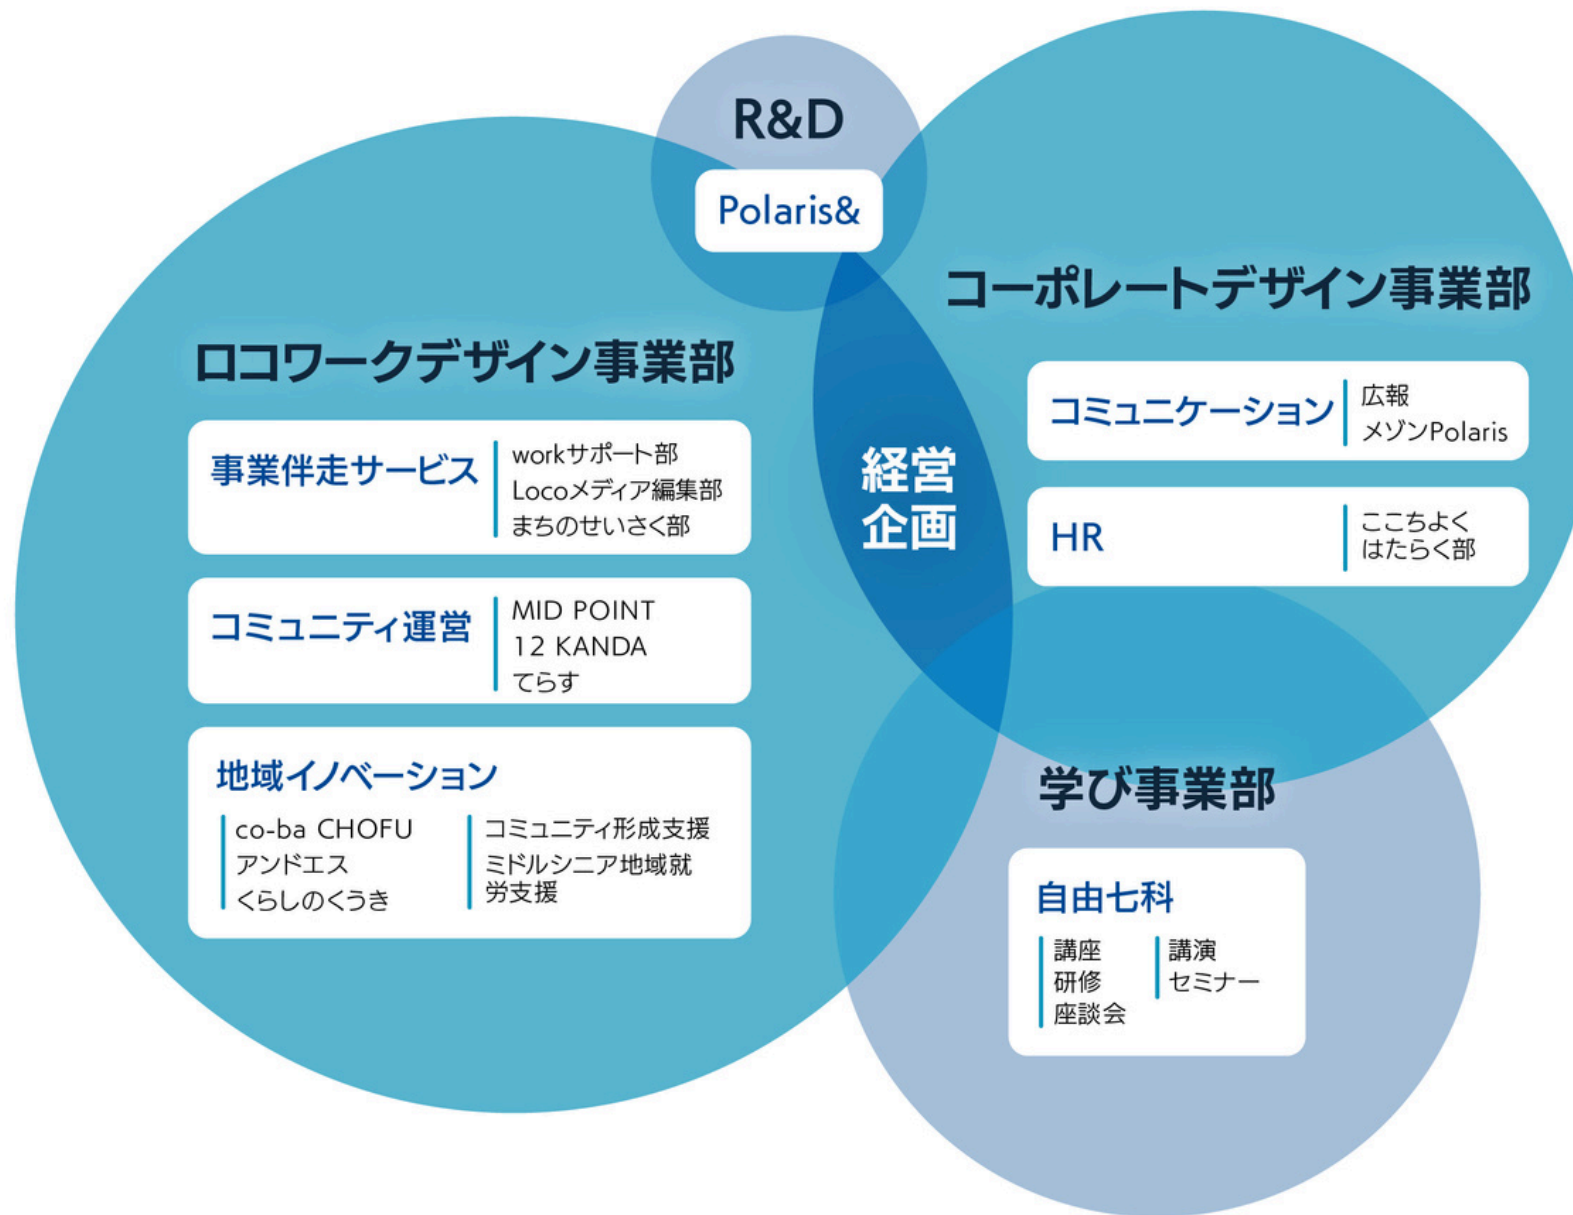 R&D
Polaris&
コーポレートデザイン事業部
コミュニケーション
広報
メゾンPolaris
HR
ここちよく
はたらく部
ロコワークデザイン事業部
事業伴走サービス
workサポート部
Locoメディア編集部
まちのせいさく部
コミュニティ運営
MID POINT
12 KANDA
てらす
地域イノベーション
co-ba CHOFU
アンドエス
くらしのくうき
コミュニティ形成支援
ミドルシニア地域就
労支援
経営
企画
学び事業部
自由七科
講座
研修
座談会
講演
セミナー